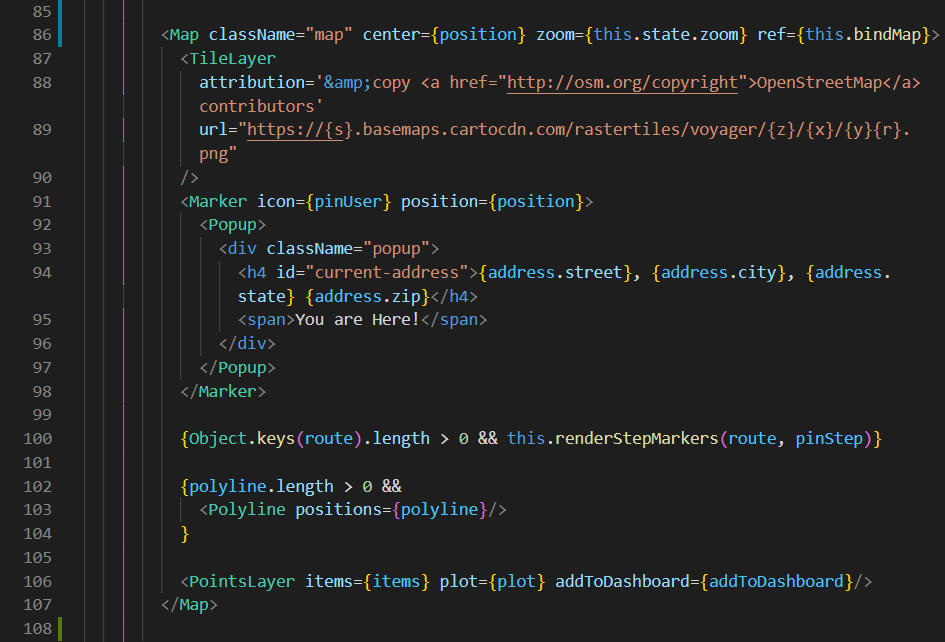 85
86 <Map className="map" center={position} zoom={this.state.zoom} ref={this.bindMap}>
87 <TileLayer
88 attribution='&amp;copy <a href="http://osm.org/copyright">OpenStreetMap</a>
contributors'
89 url="https://{s}.basemaps.cartocdn.com/rastertiles/voyager/{z}/{x}/{y}{r}.
png"
90 />
91 <Marker icon={pinUser} position={position}>
92 <Popup>
93 <div className="popup">
94 <h4 id="current-address">{address.street}, {address.city}, {address.
state} {address.zip}</h4>
95 <span>You are Here!</span>
96 </div>
97 </Popup>
98 </Marker>
99
100 {Object.keys(route).length > 0 && this.renderStepMarkers(route, pinStep)}
101
102 {polyline.length > 0 &&
103 <Polyline positions={polyline}/>
104 }
105
106 <PointsLayer items={items} plot={plot} addToDashboard={addToDashboard}/>
107 </Map>
108